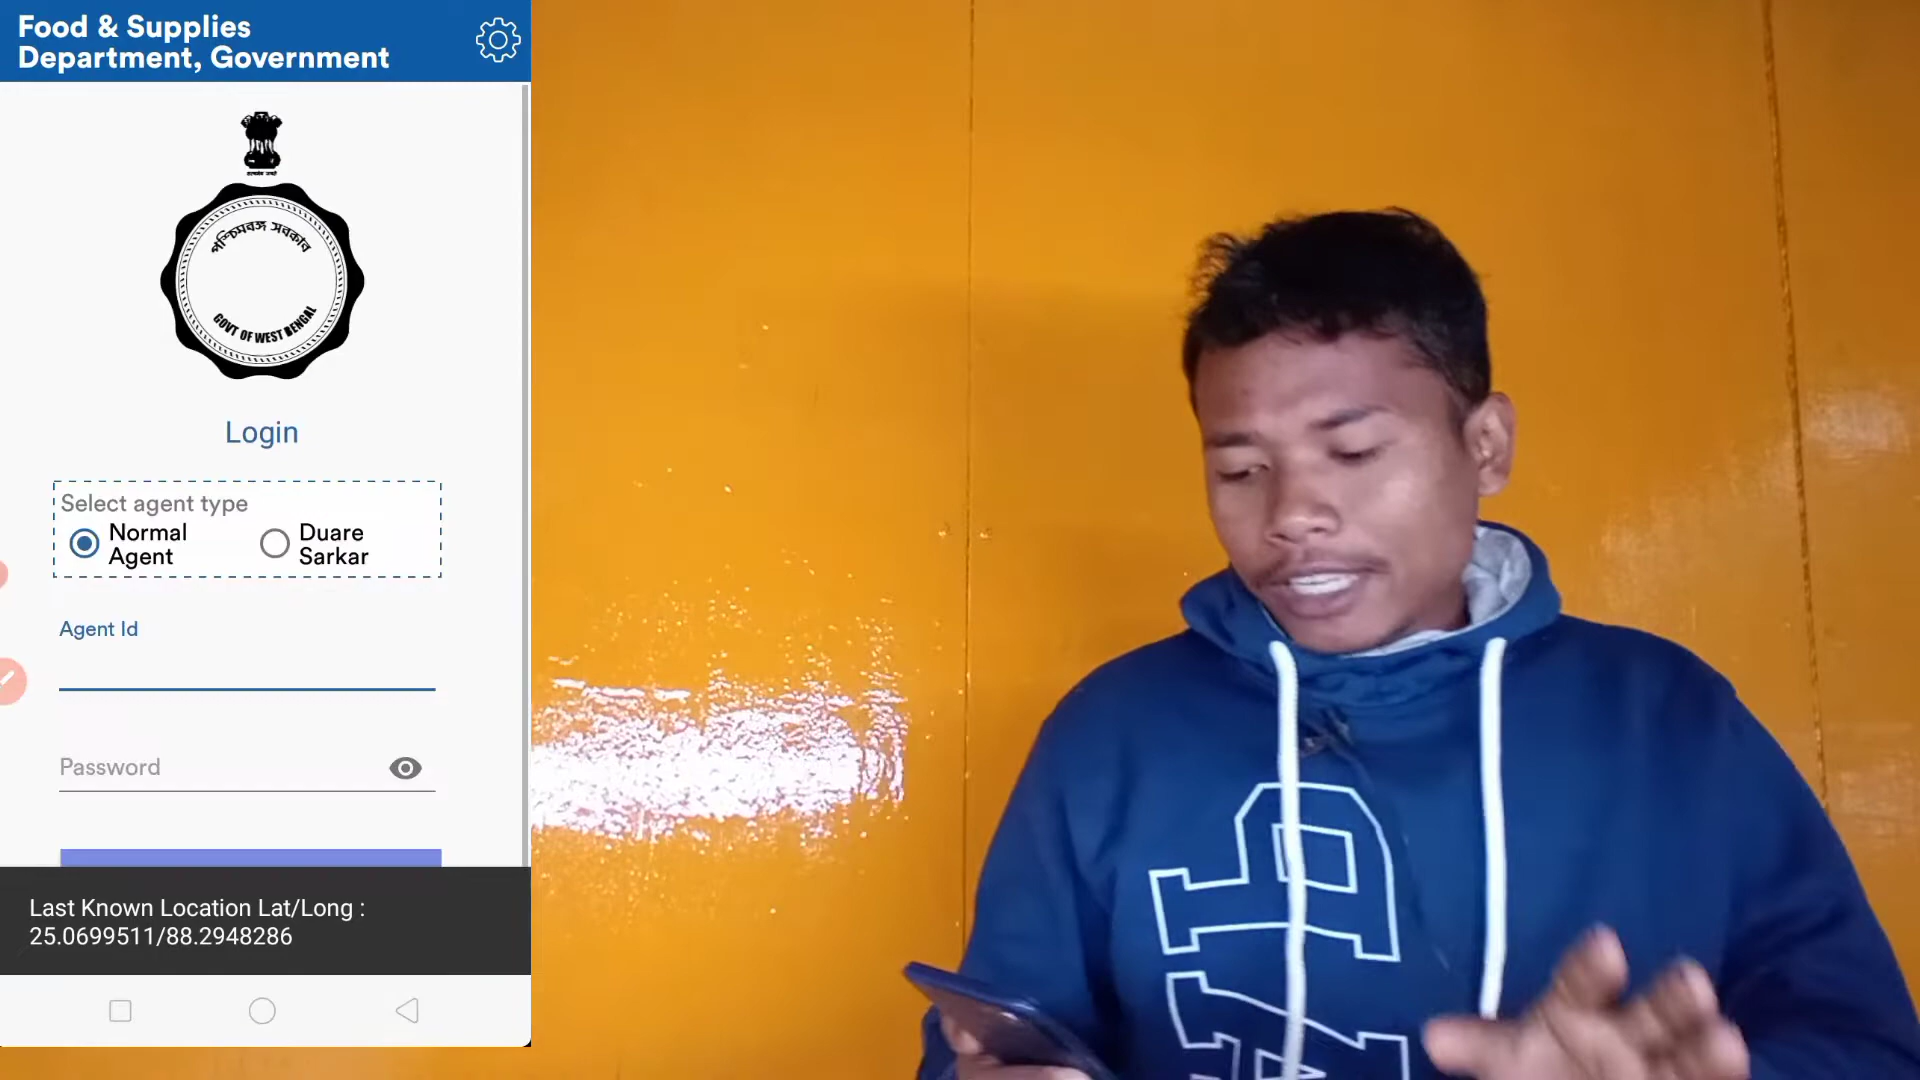 Food & Supplies
Department, Government
পশ্চিমবঙ্গ সরকার
GOVT OF WEST BENGAL
Login
Select agent type
Normal
Agent
Duare
Sarkar
Agent Id
Password
Last Known Location Lat/Long :
25.0699511/88.2948286